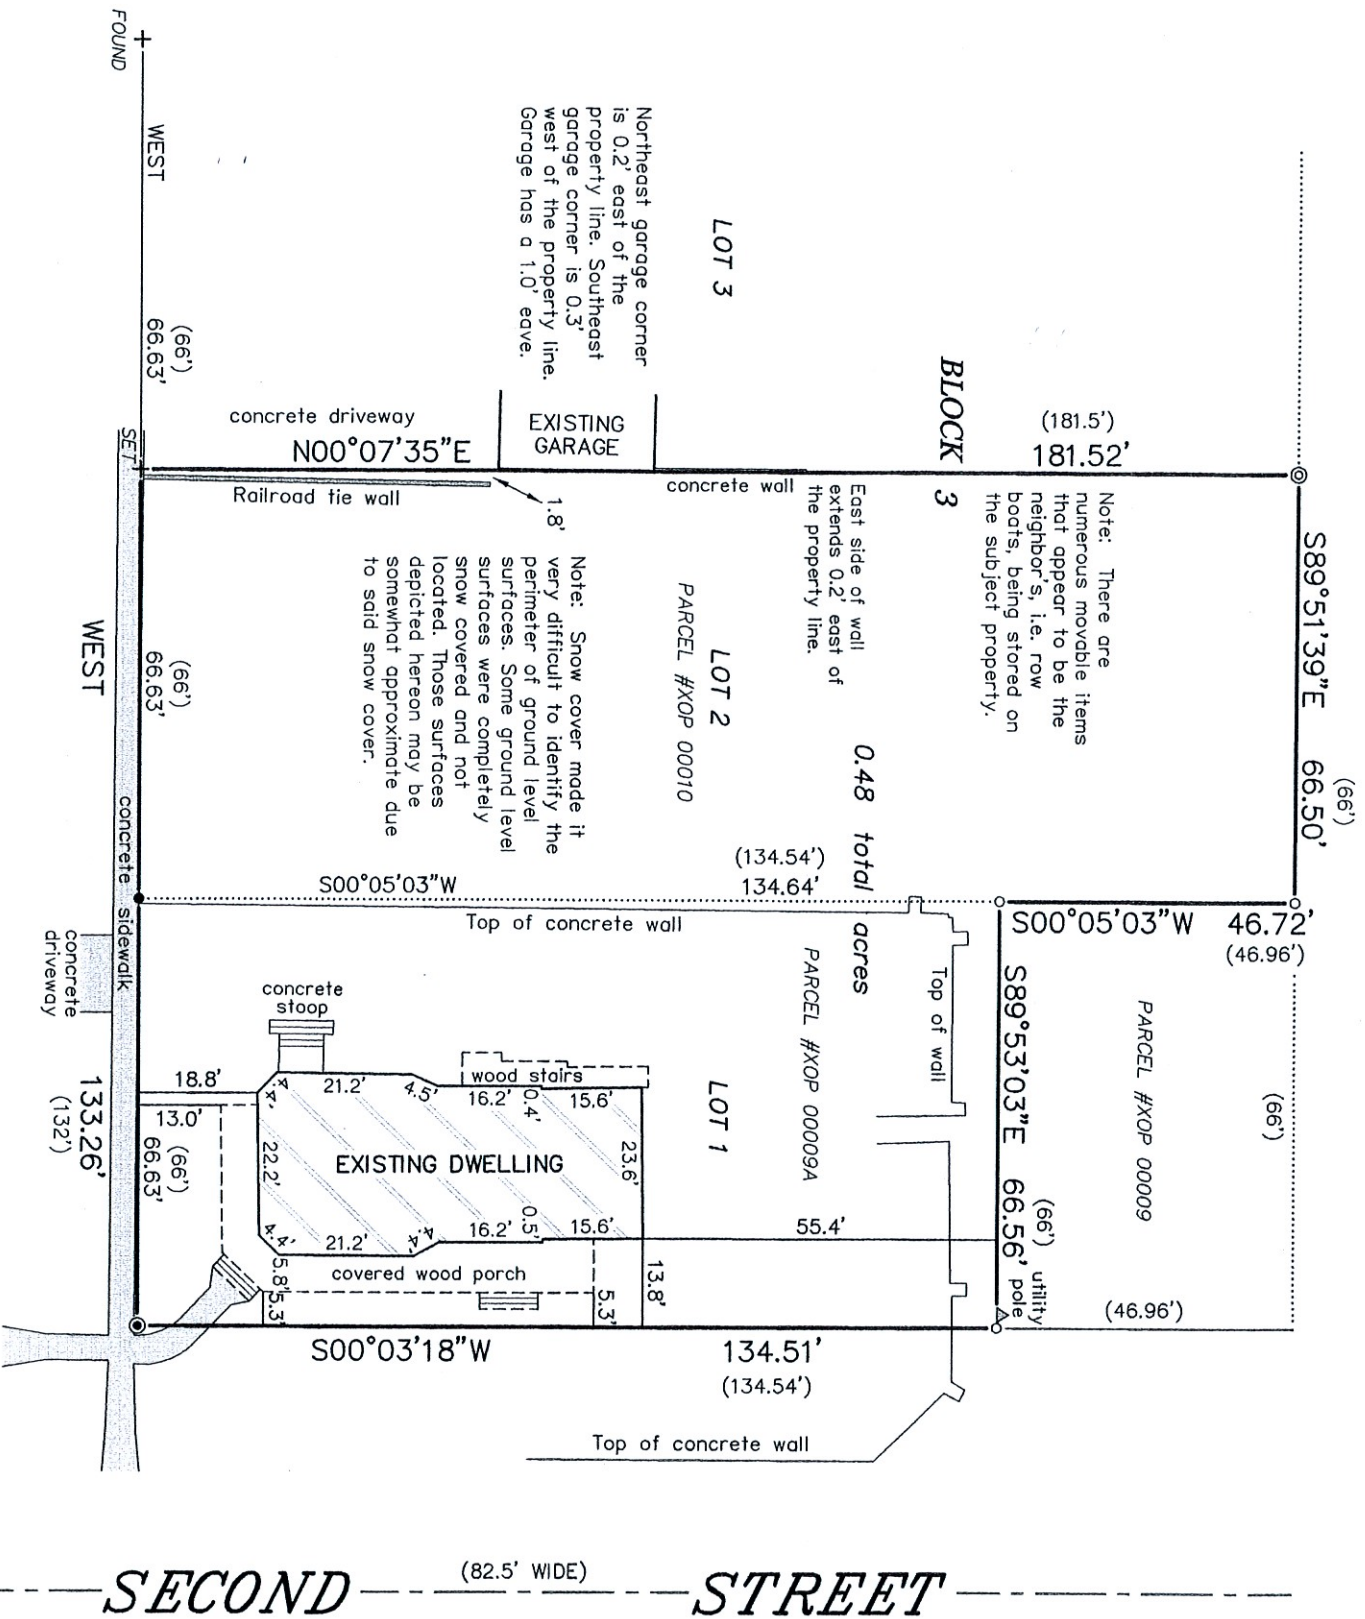 FOUND
WEST
(66')
66.63'
Northeast garage corner
is 0.2' east of the
property line. Southeast
garage corner is 0.3'
west of the property line.
Garage has a 1.0' eave.
LOT 3
BLOCK 3
(181.5')
181.52'
concrete driveway
N00°07'35"E
EXISTING
GARAGE
SET
Railroad tie wall
concrete wall
1.8'
East side of wall
extends 0.2' east of
the property line.
Note: There are
numerous movable items
that appear to be the
neighbor's, i.e. row
boats, being stored on
the subject property.
S89°51'39"E 66.50'
(66')
Note: Snow cover made it
very difficult to identify the
perimeter of ground level
surfaces. Some ground level
surfaces were completely
snow covered and not
located. Those surfaces
depicted hereon may be
somewhat approximate due
to said snow cover.
LOT 2
PARCEL #XOP 00010
0.48 total acres
WEST
(66')
66.63'
concrete sidewalk
(134.54')
134.64'
S00°05'03"W
Top of concrete wall
S00°05'03"W 46.72'
(46.96')
concrete
driveway
concrete
stoop
PARCEL #XOP 00009A
Top of wall
S89°53'03"E 66.56'
(66')
PARCEL #XOP 00009
(66')
18.8'
13.0'
133.26'
(132')
(66')
66.63'
4.4'
21.2'
4.5'
wood stairs
16.2'
0.4'
15.6'
LOT 1
22.2'
EXISTING DWELLING
23.6'
4.4'
21.2'
4.4'
16.2'
0.5'
15.6'
55.4'
5.8'
covered wood porch
13.8'
5.3'
5.3'
utility
pole
(46.96')
S00°03'18"W
134.51'
(134.54')
Top of concrete wall
(82.5' WIDE)
SECOND STREET